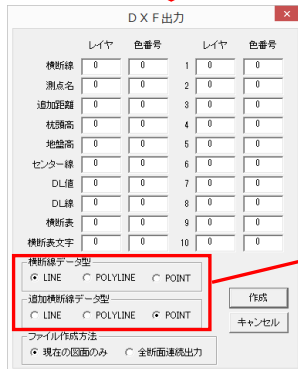 DXF出力
レイヤ 色番号 レイヤ 色番号
横断線 0 0 1 0 0
測点名 0 0 2 0 0
追加距離 0 0 3 0 0
杭頭高 0 0 4 0 0
地盤高 0 0 5 0 0
センター線 0 0 6 0 0
DL値 0 0 7 0 0
DL線 0 0 8 0 0
横断表 0 0 9 0 0
横断表文字 0 0 10 0 0
横断線データ型
LINE POLYLINE POINT
追加横断線データ型
LINE POLYLINE POINT
作成
キャンセル
ファイル作成方法
現在の図面のみ 全断面連続出力